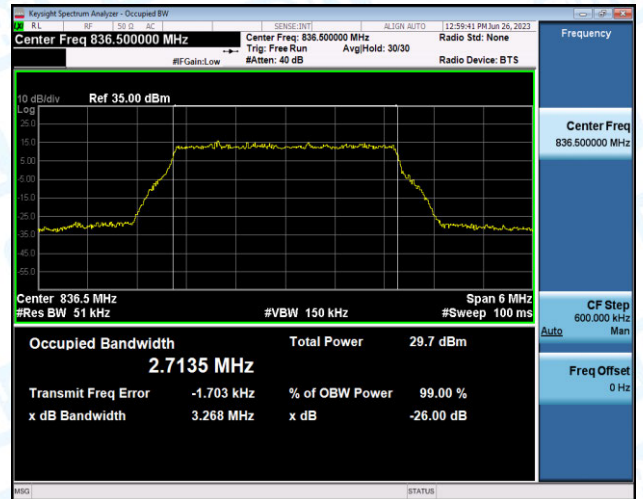 Keysight Spectrum Analyzer - Occupied BW
RL RF 50 Ω AC SENSE:INT ALIGN AUTO 12:59:41 PM Jun 26, 2023
Center Freq 836.500000 MHz
Center Freq: 836.500000 MHz
Radio Std: None
Trig: Free Run Avg|Hold: 30/30
#IFGain:Low
#Atten: 40 dB
Radio Device: BTS
Frequency
10 dB/div Ref 35.00 dBm
Log
25.0
15.0
5.00
-5.00
-15.0
-25.0
-35.0
-45.0
-55.0
Center 836.5 MHz
Span 6 MHz
#Res BW 51 kHz
#VBW 150 kHz
#Sweep 100 ms
Occupied Bandwidth
Total Power 29.7 dBm
2.7135 MHz
Transmit Freq Error -1.703 kHz
% of OBW Power 99.00 %
x dB Bandwidth 3.268 MHz
x dB -26.00 dB
Center Freq
836.500000 MHz
CF Step
600.000 kHz
Auto Man
Freq Offset
0 Hz
MSG
STATUS